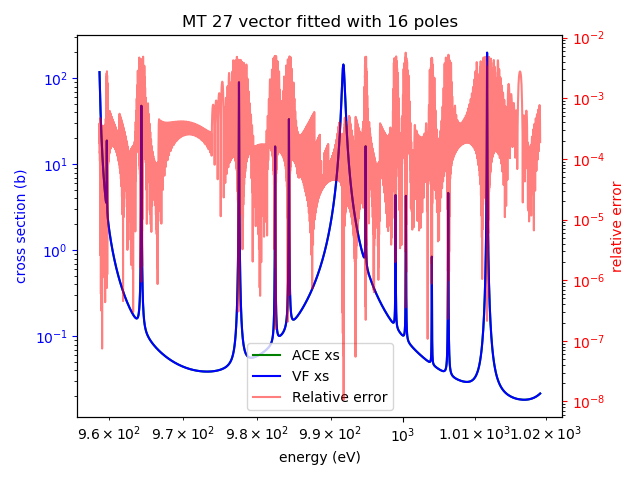 MT 27 vector fitted with 16 poles
cross section (b)
10²
10¹
10⁰
10⁻¹
10⁻²
10⁻³
10⁻⁴
10⁻⁵
10⁻⁶
10⁻⁷
10⁻⁸
relative error
ACE xs
VF xs
Relative error
9.6 × 10² 9.7 × 10² 9.8 × 10² 9.9 × 10² 10³ 1.01 × 10³ 1.02 × 10³
energy (eV)